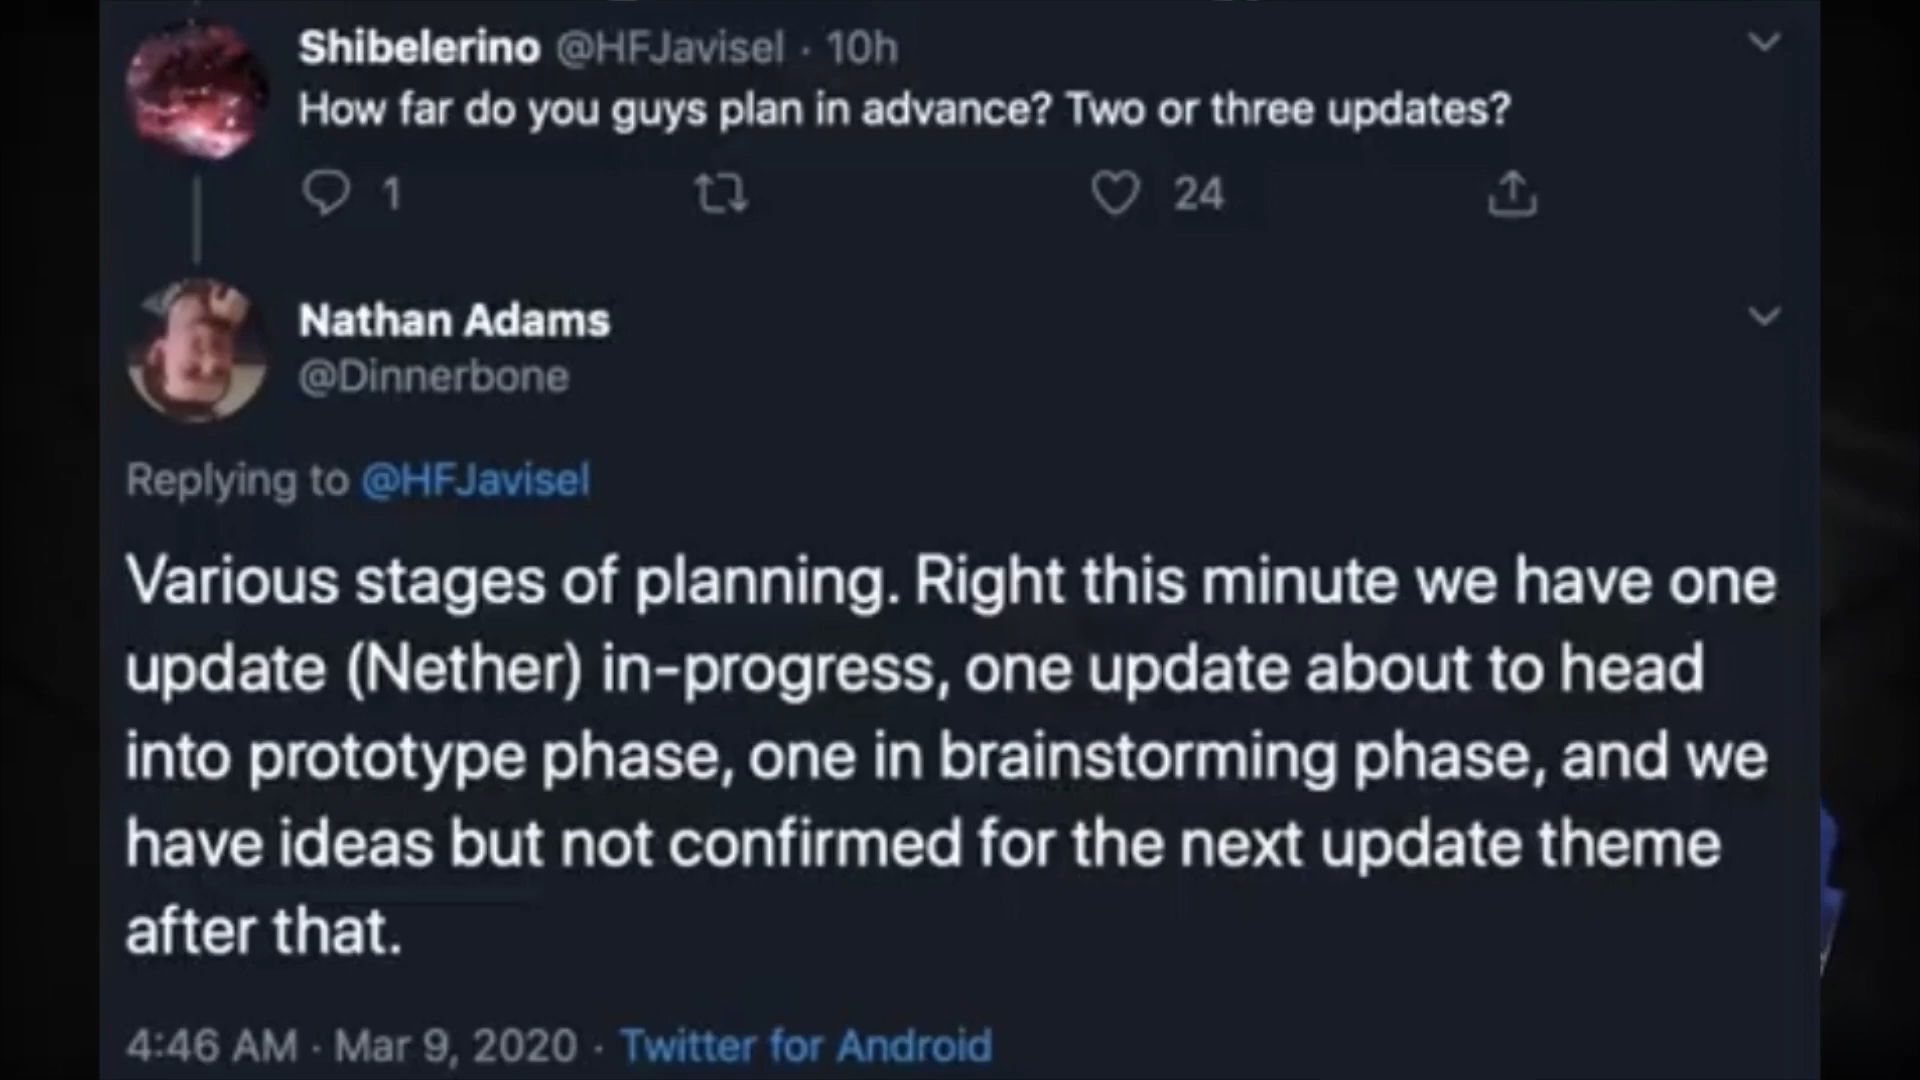 Shibelerino @HFJavisel · 10h
How far do you guys plan in advance? Two or three updates?
1 24
Nathan Adams
@Dinnerbone
Replying to @HFJavisel
Various stages of planning. Right this minute we have one
update (Nether) in-progress, one update about to head
into prototype phase, one in brainstorming phase, and we
have ideas but not confirmed for the next update theme
after that.
4:46 AM · Mar 9, 2020 · Twitter for Android